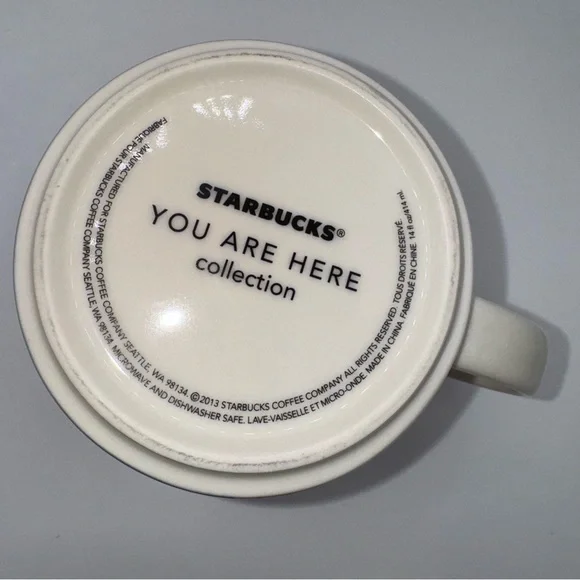 STARBUCKS®
YOU ARE HERE
collection
MANUFACTURED FOR STARBUCKS COFFEE COMPANY SEATTLE, WA 98134. ©2013 STARBUCKS COFFEE COMPANY ALL RIGHTS RESERVED. TOUS DROITS RÉSERVÉ.
FABRIQUÉ POUR STARBUCKS COFFEE COMPANY SEATTLE, WA 98134. MICROWAVE AND DISHWASHER SAFE. LAVE-VAISSELLE ET MICRO-ONDE. MADE IN CHINA. FABRIQUÉ EN CHINE. 14 fl oz/414 mL